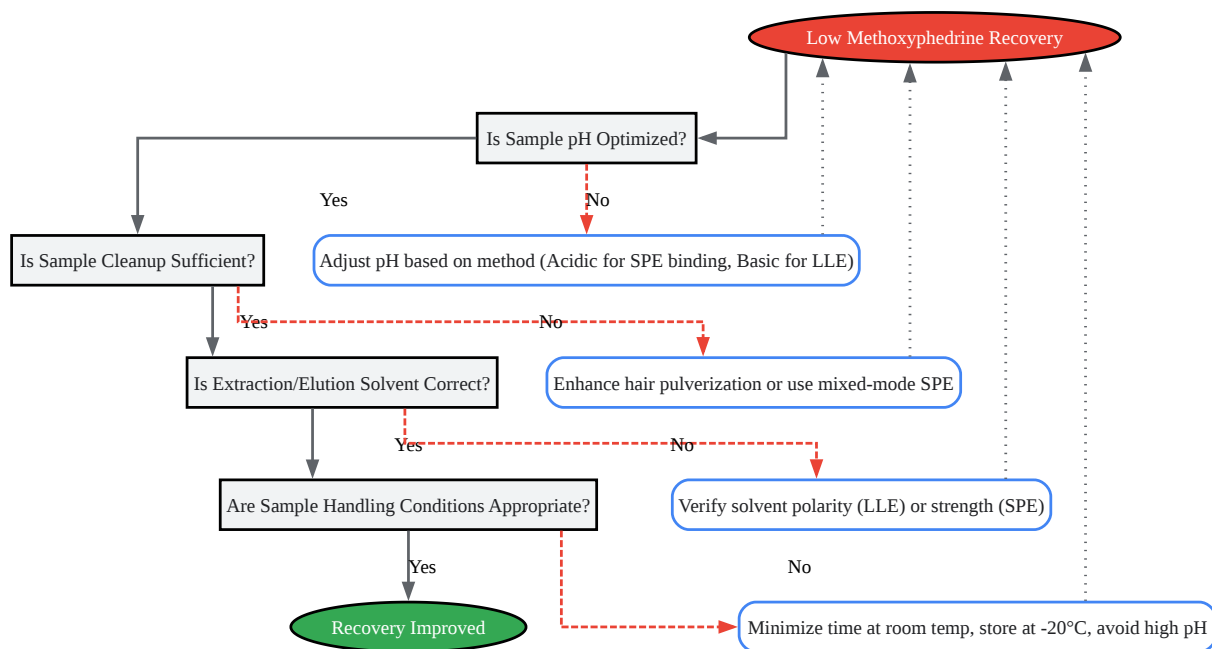 Low Methoxyphedrine Recovery
Is Sample pH Optimized?
Yes
No
Is Sample Cleanup Sufficient?
Adjust pH based on method (Acidic for SPE binding, Basic for LLE)
Yes
No
Is Extraction/Elution Solvent Correct?
Enhance hair pulverization or use mixed-mode SPE
Yes
No
Are Sample Handling Conditions Appropriate?
Verify solvent polarity (LLE) or strength (SPE)
Yes
No
Recovery Improved
Minimize time at room temp, store at -20°C, avoid high pH